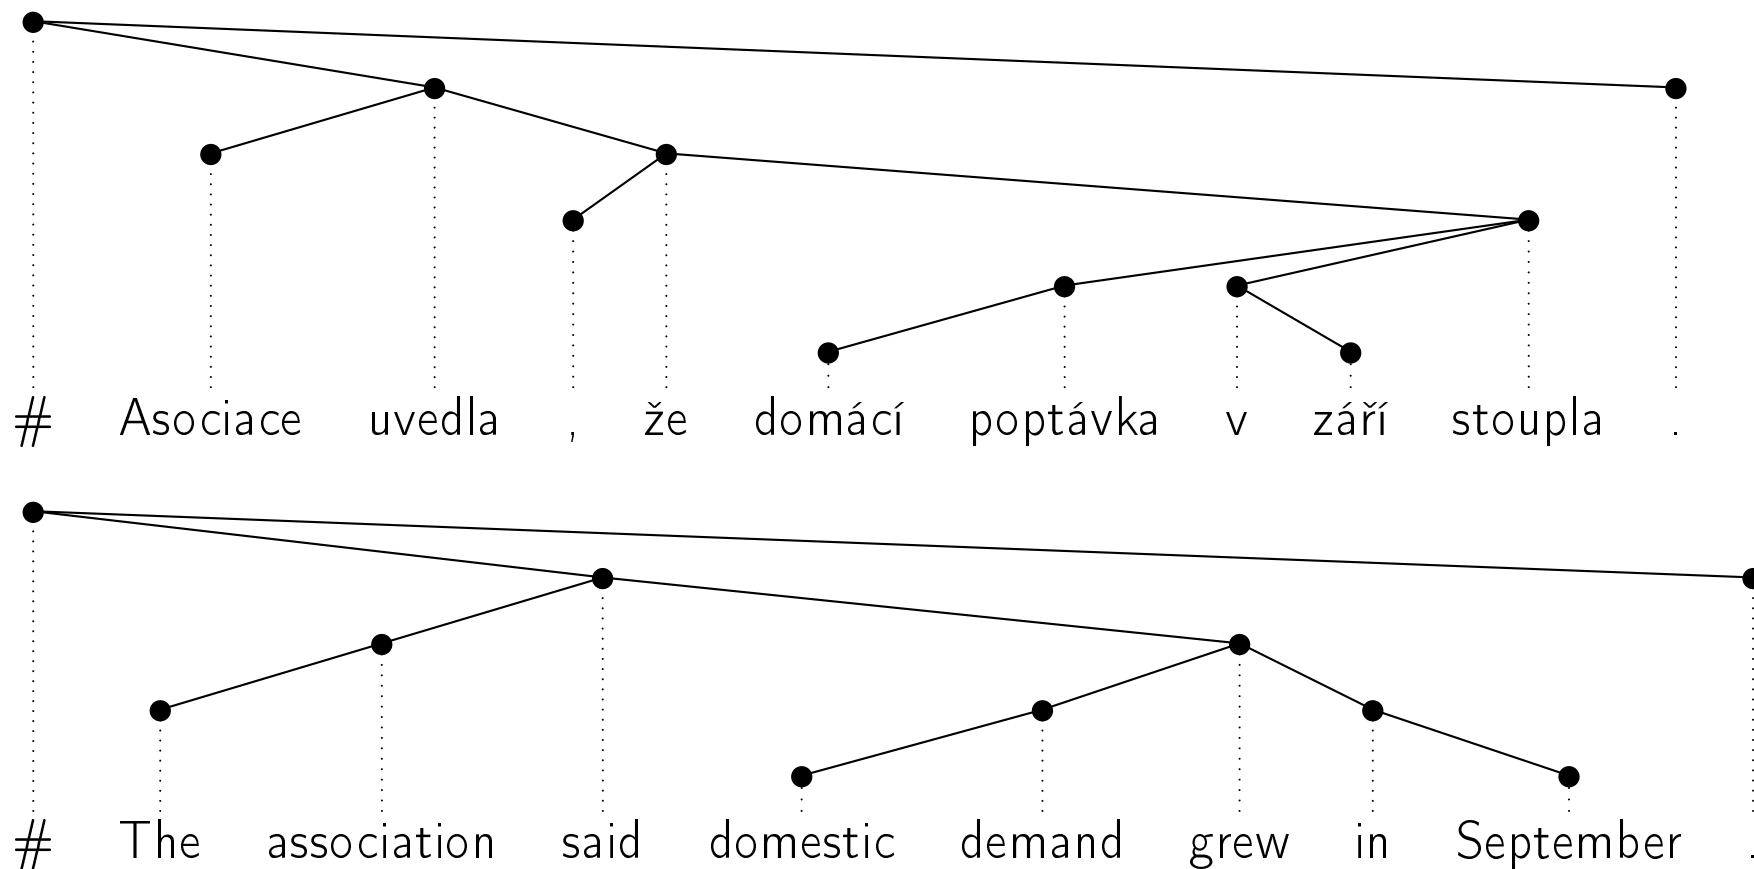 # Asociace uvedla , že domácí poptávka v září stoupla .
# The association said domestic demand grew in September .